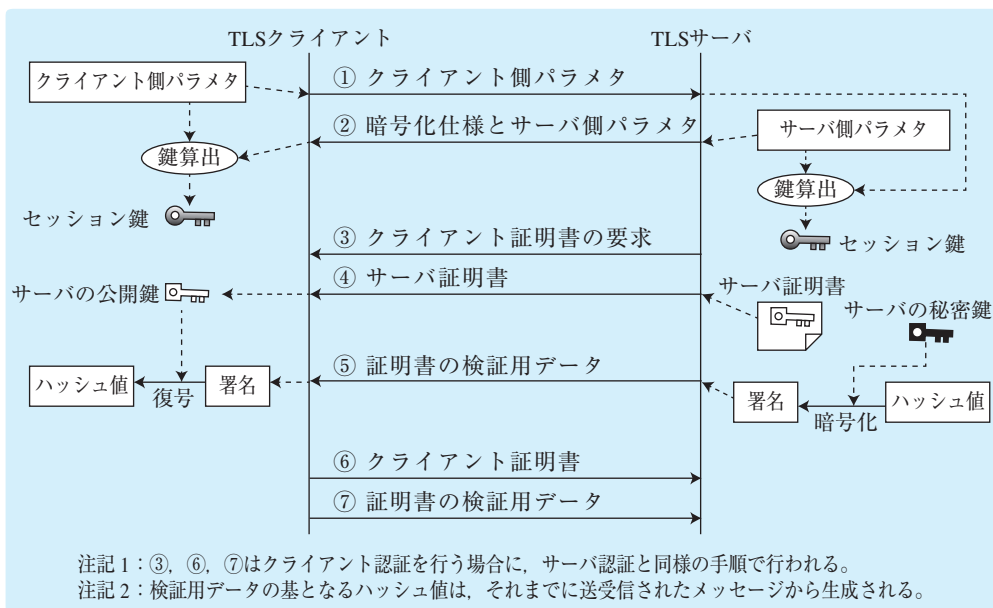 TLSクライアント
TLSサーバ
クライアント側パラメタ
① クライアント側パラメタ
② 暗号化仕様とサーバ側パラメタ
サーバ側パラメタ
鍵算出
鍵算出
セッション鍵
セッション鍵
③ クライアント証明書の要求
④ サーバ証明書
サーバの公開鍵
サーバ証明書
サーバの秘密鍵
⑤ 証明書の検証用データ
ハッシュ値
復号
署名
署名
暗号化
ハッシュ値
⑥ クライアント証明書
⑦ 証明書の検証用データ
注記1：③，⑥，⑦はクライアント認証を行う場合に，サーバ認証と同様の手順で行われる。
注記2：検証用データの基となるハッシュ値は，それまでに送受信されたメッセージから生成される。